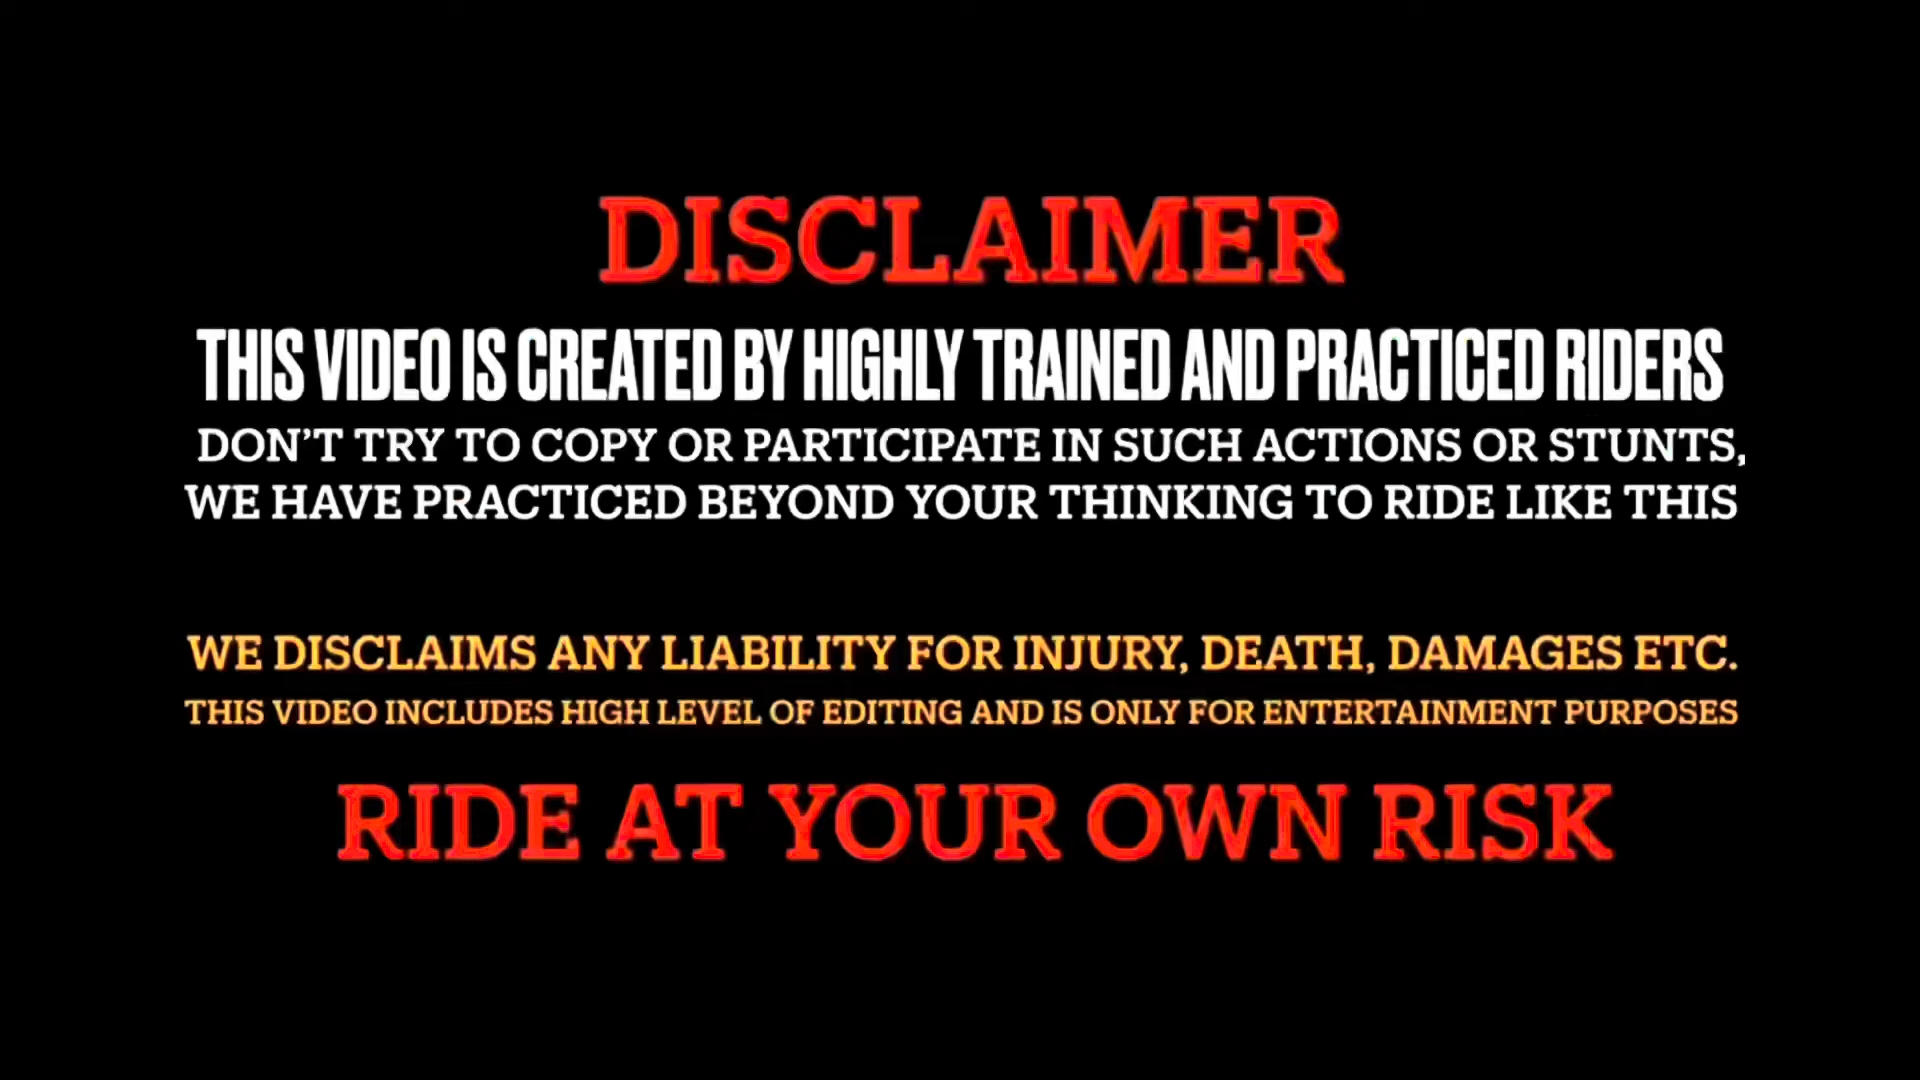 DISCLAIMER
THIS VIDEO IS CREATED BY HIGHLY TRAINED AND PRACTICED RIDERS
DON'T TRY TO COPY OR PARTICIPATE IN SUCH ACTIONS OR STUNTS,
WE HAVE PRACTICED BEYOND YOUR THINKING TO RIDE LIKE THIS
WE DISCLAIMS ANY LIABILITY FOR INJURY, DEATH, DAMAGES ETC.
THIS VIDEO INCLUDES HIGH LEVEL OF EDITING AND IS ONLY FOR ENTERTAINMENT PURPOSES
RIDE AT YOUR OWN RISK